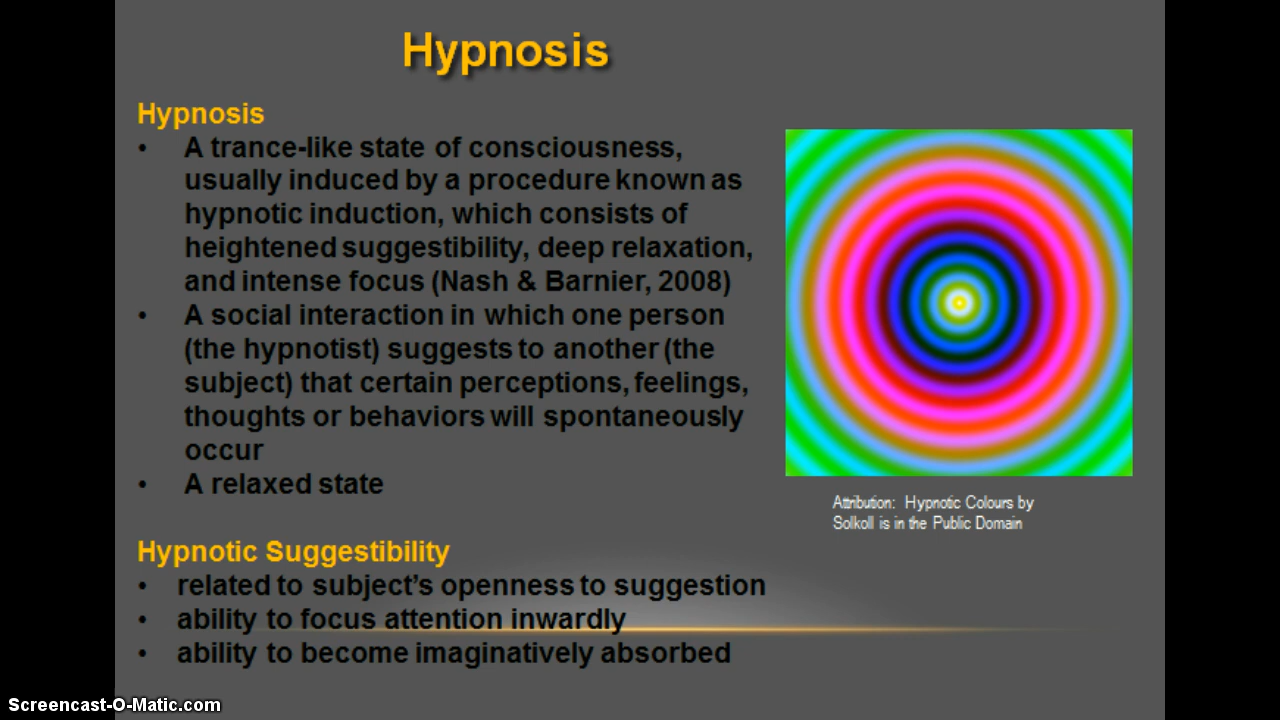 Hypnosis
Hypnosis
• A trance-like state of consciousness,
usually induced by a procedure known as
hypnotic induction, which consists of
heightened suggestibility, deep relaxation,
and intense focus (Nash & Barnier, 2008)
• A social interaction in which one person
(the hypnotist) suggests to another (the
subject) that certain perceptions, feelings,
thoughts or behaviors will spontaneously
occur
• A relaxed state
Attribution: Hypnotic Colours by
Solkoll is in the Public Domain
Hypnotic Suggestibility
• related to subject’s openness to suggestion
• ability to focus attention inwardly
• ability to become imaginatively absorbed
Screencast-O-Matic.com